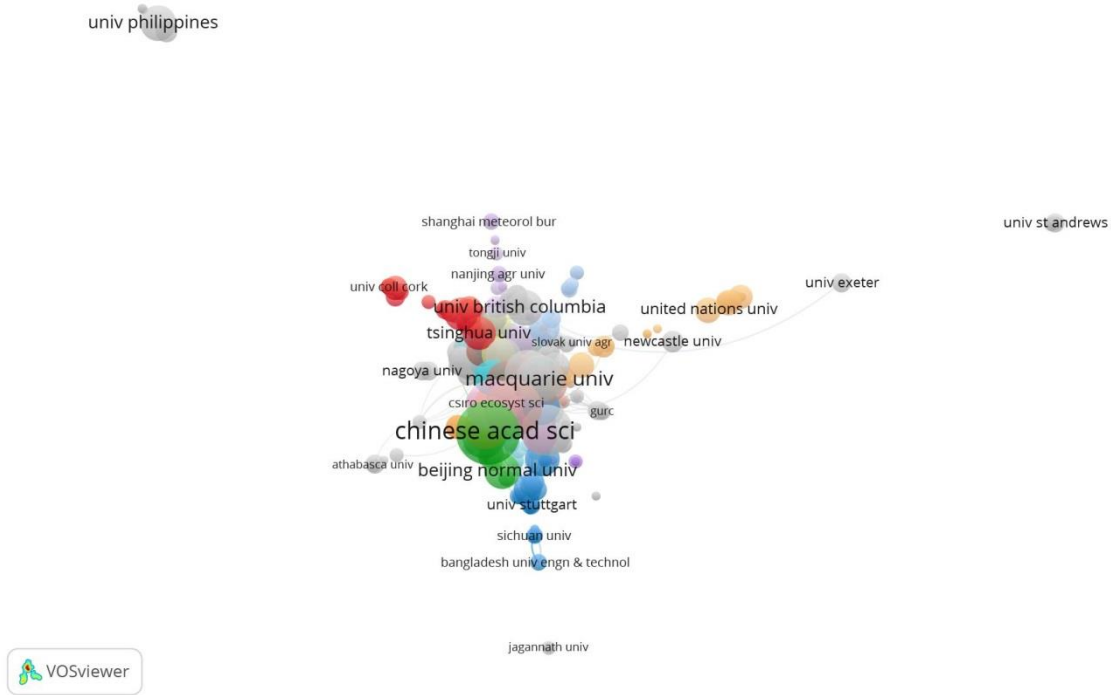 univ philippines
shanghai meteorol bur
univ st andrews
tongji univ
nanjing agr univ
univ coll cork
univ exeter
univ british columbia
united nations univ
tsinghua univ
slovak univ agr
newcastle univ
nagoya univ
macquarie univ
csiro ecosyst sci
gurc
chinese acad sci
athabasca univ
beijing normal univ
univ stuttgart
sichuan univ
bangladesh univ engn & technol
jagannath univ
VOSviewer